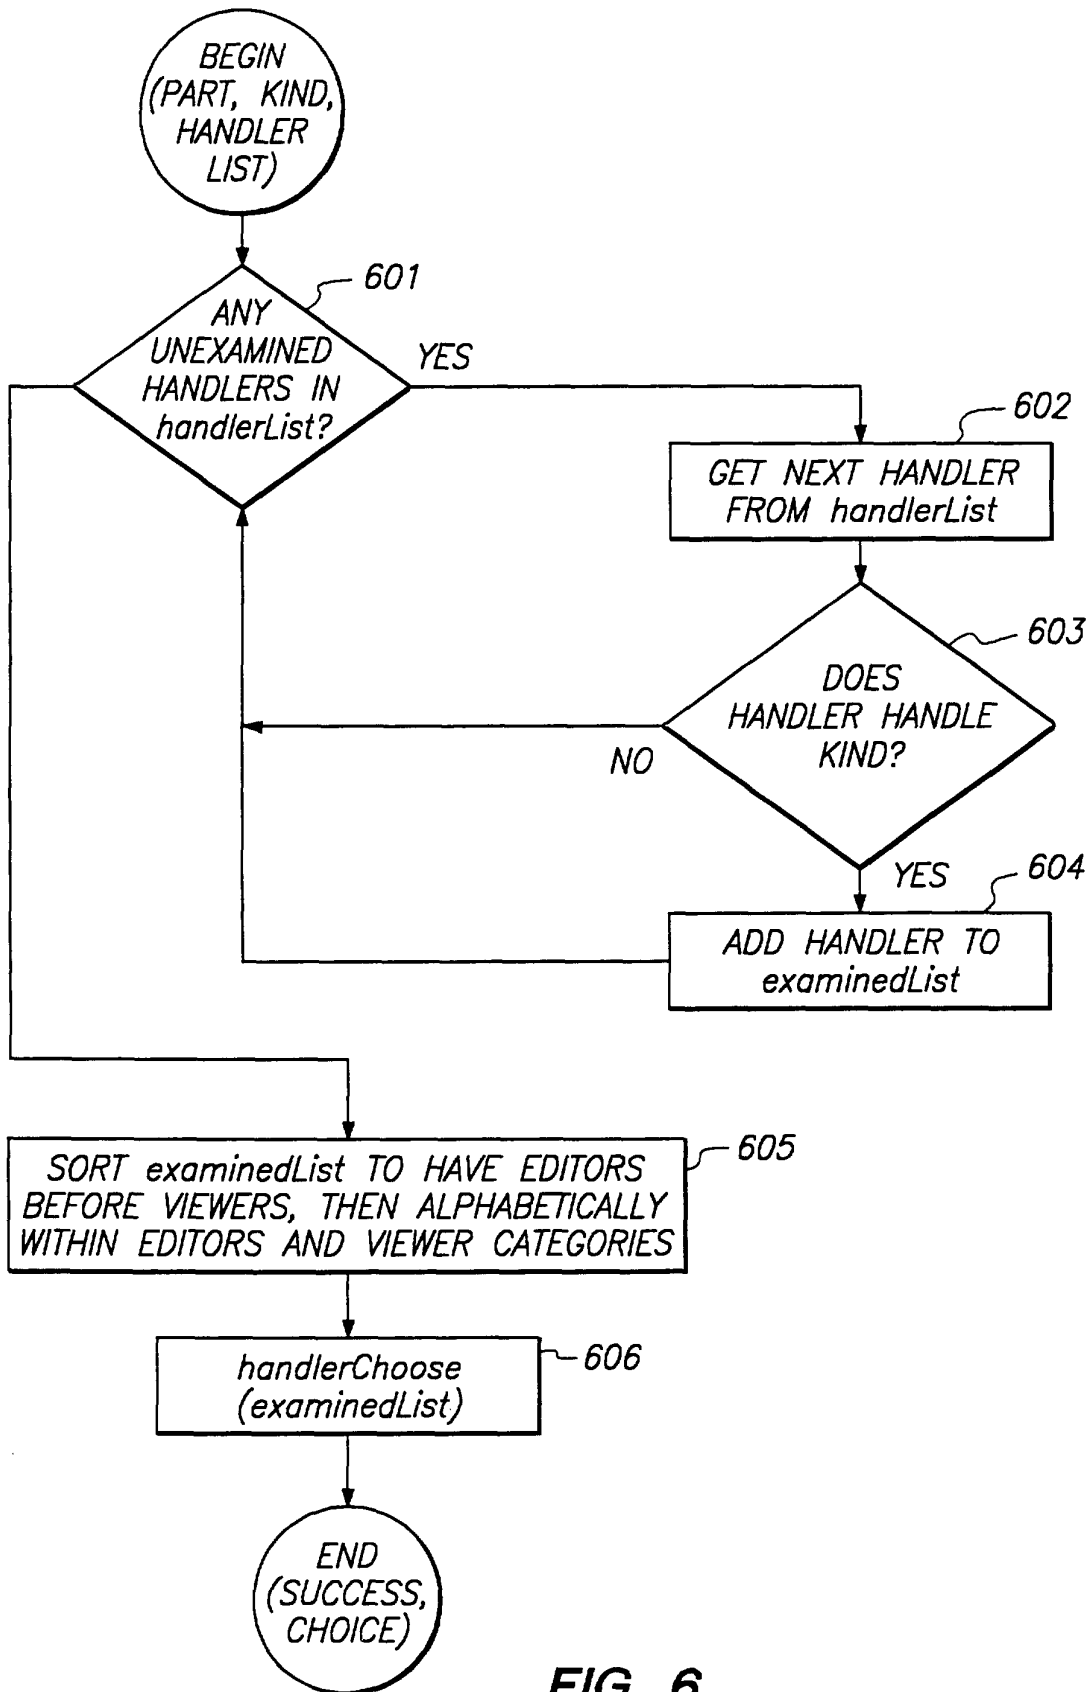 BEGIN
(PART, KIND,
HANDLER
LIST)
601
ANY
UNEXAMINED
HANDLERS IN
handlerList?
YES
602
GET NEXT HANDLER
FROM handlerList
603
DOES
HANDLER HANDLE
KIND?
NO
YES
604
ADD HANDLER TO
examinedList
605
SORT examinedList TO HAVE EDITORS
BEFORE VIEWERS, THEN ALPHABETICALLY
WITHIN EDITORS AND VIEWER CATEGORIES
606
handlerChoose
(examinedList)
END
(SUCCESS,
CHOICE)
FIG. 6